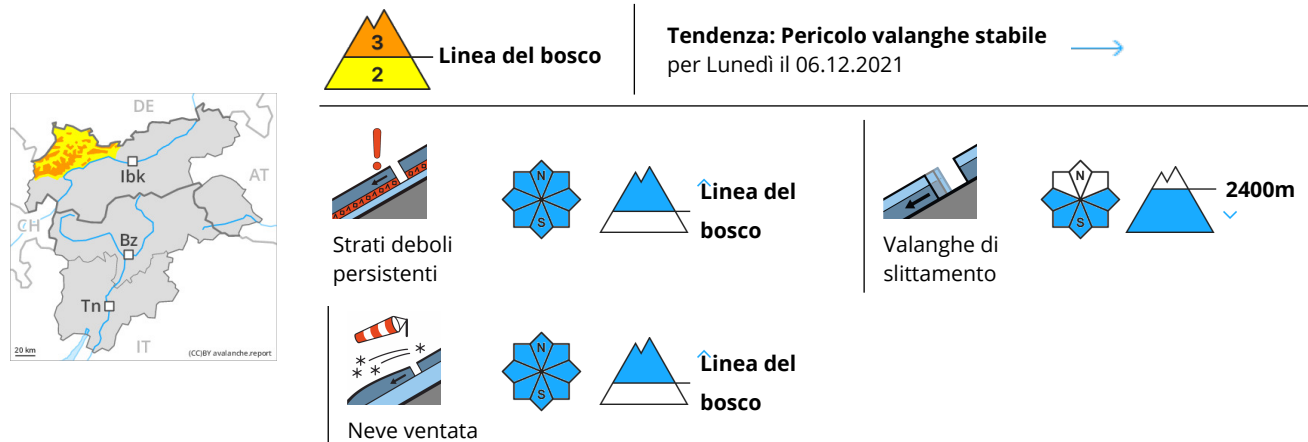 3
2
Linea del bosco
Tendenza: Pericolo valanghe stabile
per Lunedì il 06.12.2021
DE
AT
CH
IT
Ibk
Bz
Tn
20 km
(CC)BY avalanche.report
Strati deboli
persistenti
N
S
Linea del
bosco
Valanghe di
slittamento
N
S
2400m
Neve ventata
N
S
Linea del
bosco